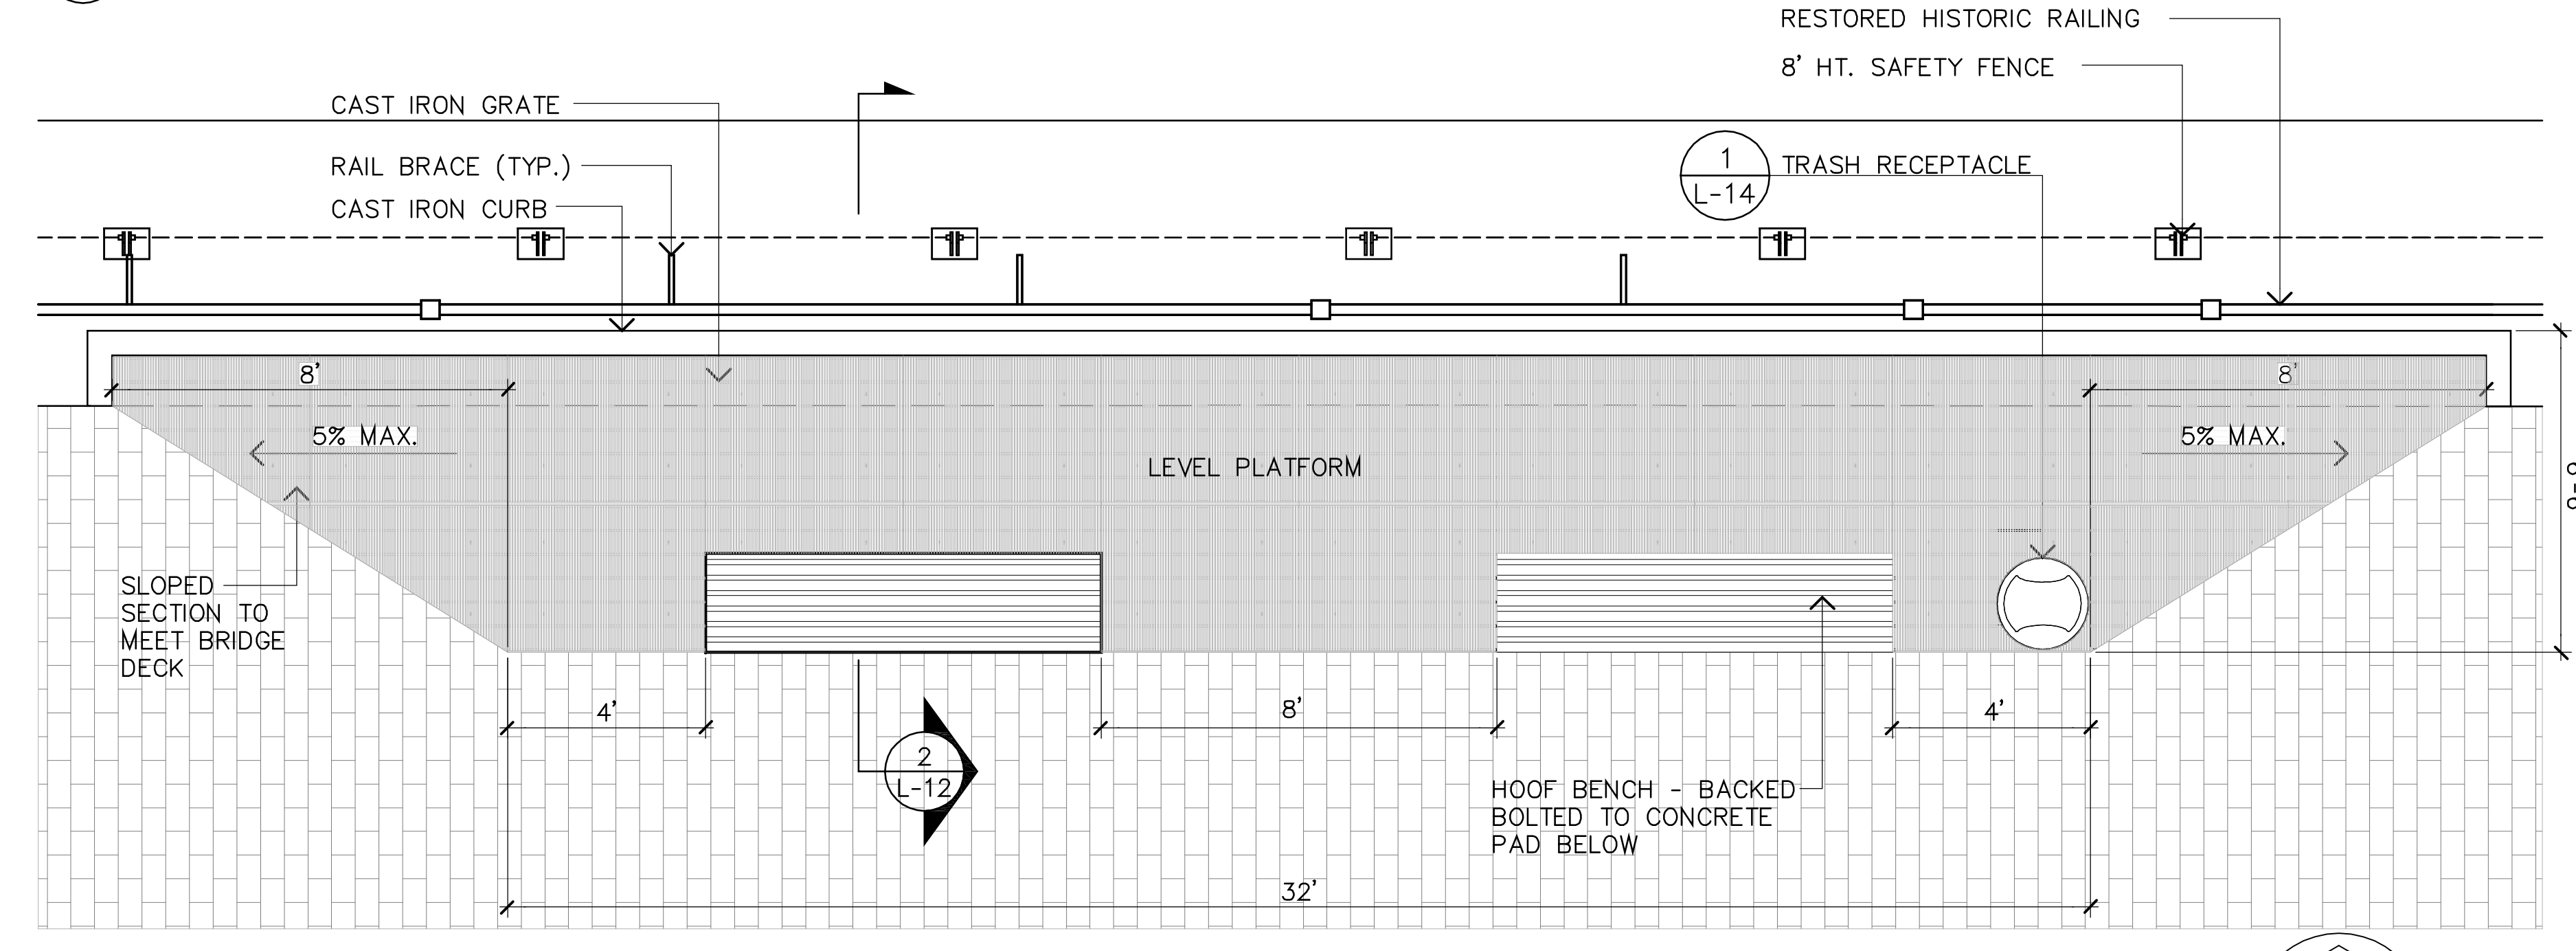 RESTORED HISTORIC RAILING
8' HT. SAFETY FENCE
CAST IRON GRATE
1
L-14
TRASH RECEPTACLE
RAIL BRACE (TYP.)
CAST IRON CURB
8'
8'
5% MAX.
5% MAX.
LEVEL PLATFORM
SLOPED
SECTION TO
MEET BRIDGE
DECK
4'
8'
4'
2
L-12
HOOF BENCH - BACKED
BOLTED TO CONCRETE
PAD BELOW
32'